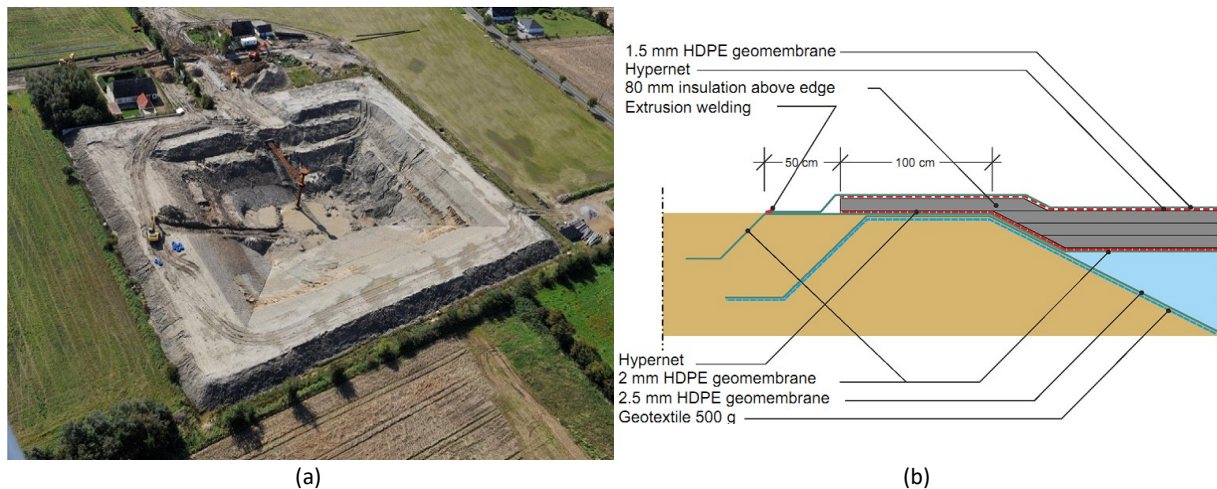 1.5 mm HDPE geomembrane
Hypernet
80 mm insulation above edge
Extrusion welding
50 cm
100 cm
Hypernet
2 mm HDPE geomembrane
2.5 mm HDPE geomembrane
Geotextile 500 g
(a)
(b)